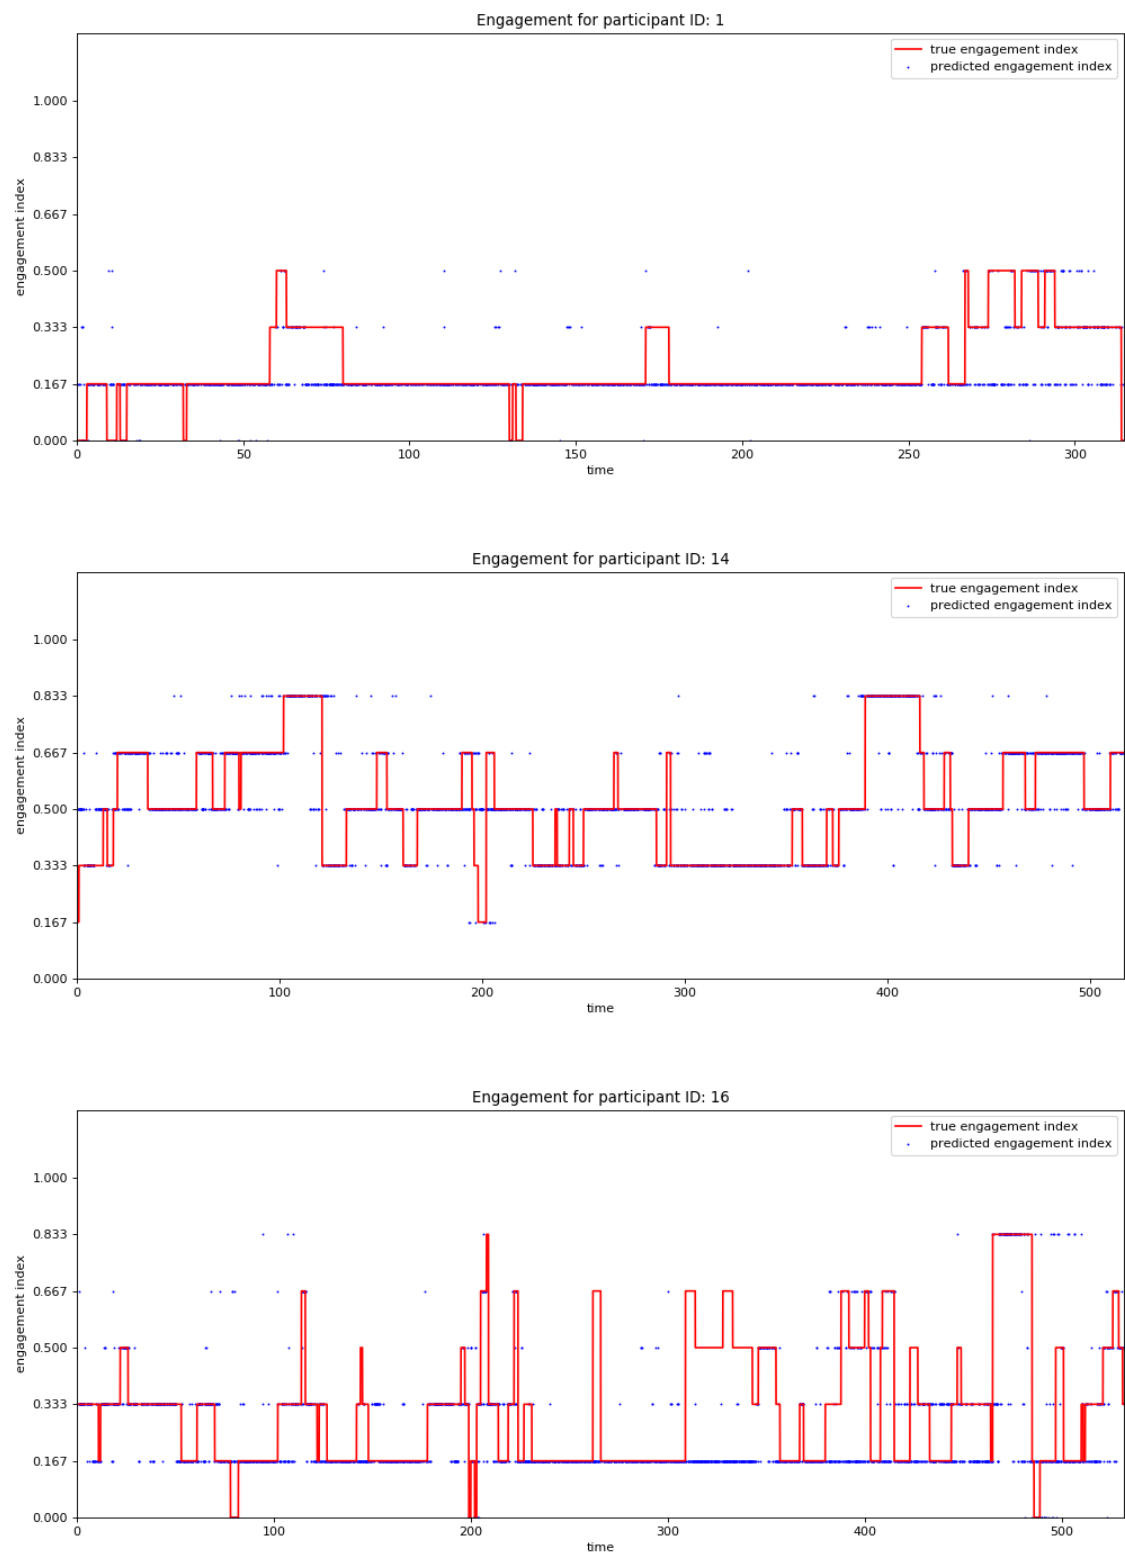 Engagement for participant ID: 1
true engagement index
predicted engagement index
1.000
0.833
0.667
0.500
0.333
0.167
0.000
engagement index
0 50 100 150 200 250 300
time
Engagement for participant ID: 14
true engagement index
predicted engagement index
1.000
0.833
0.667
0.500
0.333
0.167
0.000
engagement index
0 100 200 300 400 500
time
Engagement for participant ID: 16
true engagement index
predicted engagement index
1.000
0.833
0.667
0.500
0.333
0.167
0.000
engagement index
0 100 200 300 400 500
time